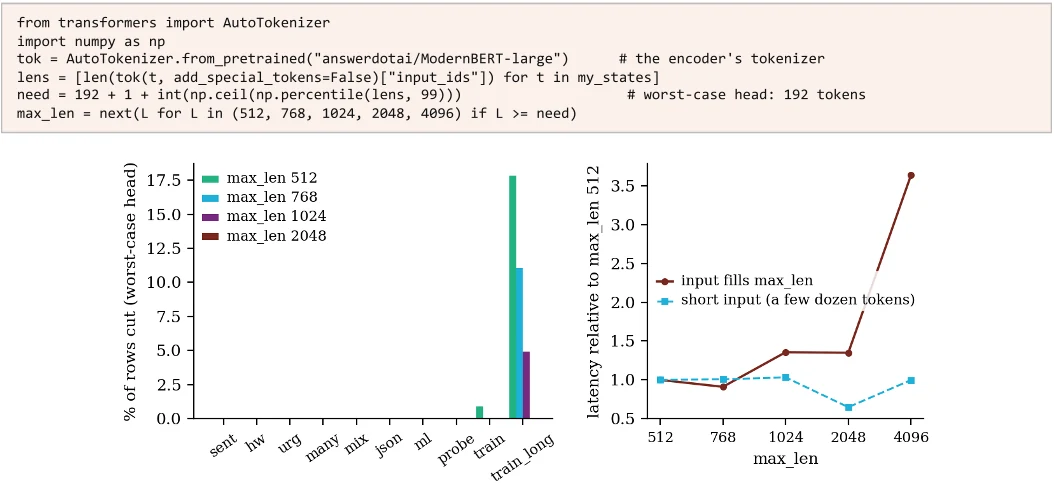 from transformers import AutoTokenizer
import numpy as np
tok = AutoTokenizer.from_pretrained("answerdotai/ModernBERT-large")      # the encoder's tokenizer
lens = [len(tok(t, add_special_tokens=False)["input_ids"]) for t in my_states]
need = 192 + 1 + int(np.ceil(np.percentile(lens, 99)))                    # worst-case head: 192 tokens
max_len = next(L for L in (512, 768, 1024, 2048, 4096) if L >= need)
% of rows cut (worst-case head)
17.5
15.0
12.5
10.0
7.5
5.0
2.5
0.0
max_len 512
max_len 768
max_len 1024
max_len 2048
sent
hw
urg
many
mix
json
ml
probe
train
train_long
latency relative to max_len 512
3.5
3.0
2.5
2.0
1.5
1.0
0.5
input fills max_len
short input (a few dozen tokens)
512
768
1024
2048
4096
max_len